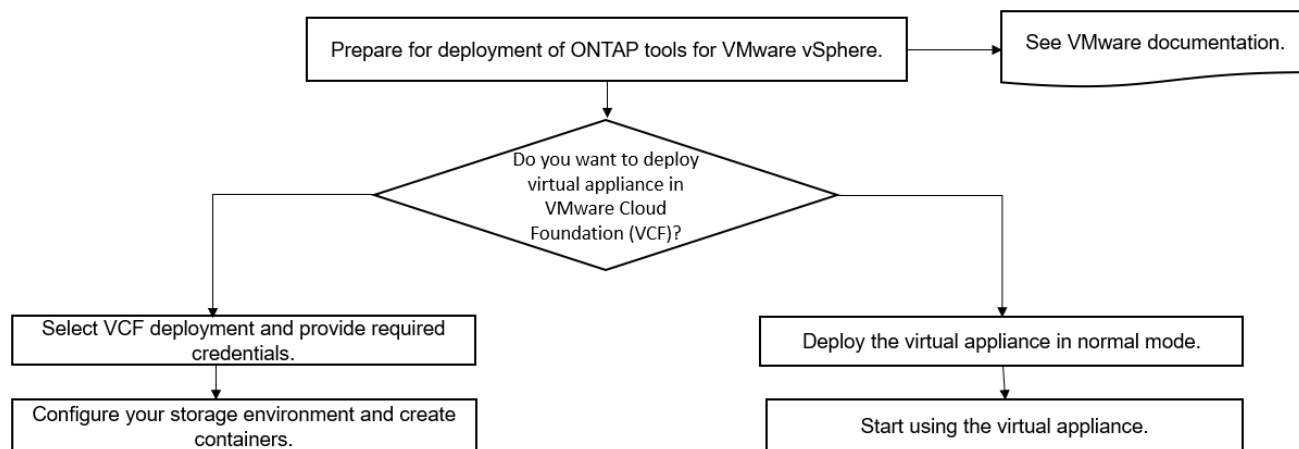 Prepare for deployment of ONTAP tools for VMware vSphere.
See VMware documentation.
Do you want to deploy
virtual appliance in
VMware Cloud
Foundation (VCF)?
Select VCF deployment and provide required
credentials.
Deploy the virtual appliance in normal mode.
Configure your storage environment and create
containers.
Start using the virtual appliance.